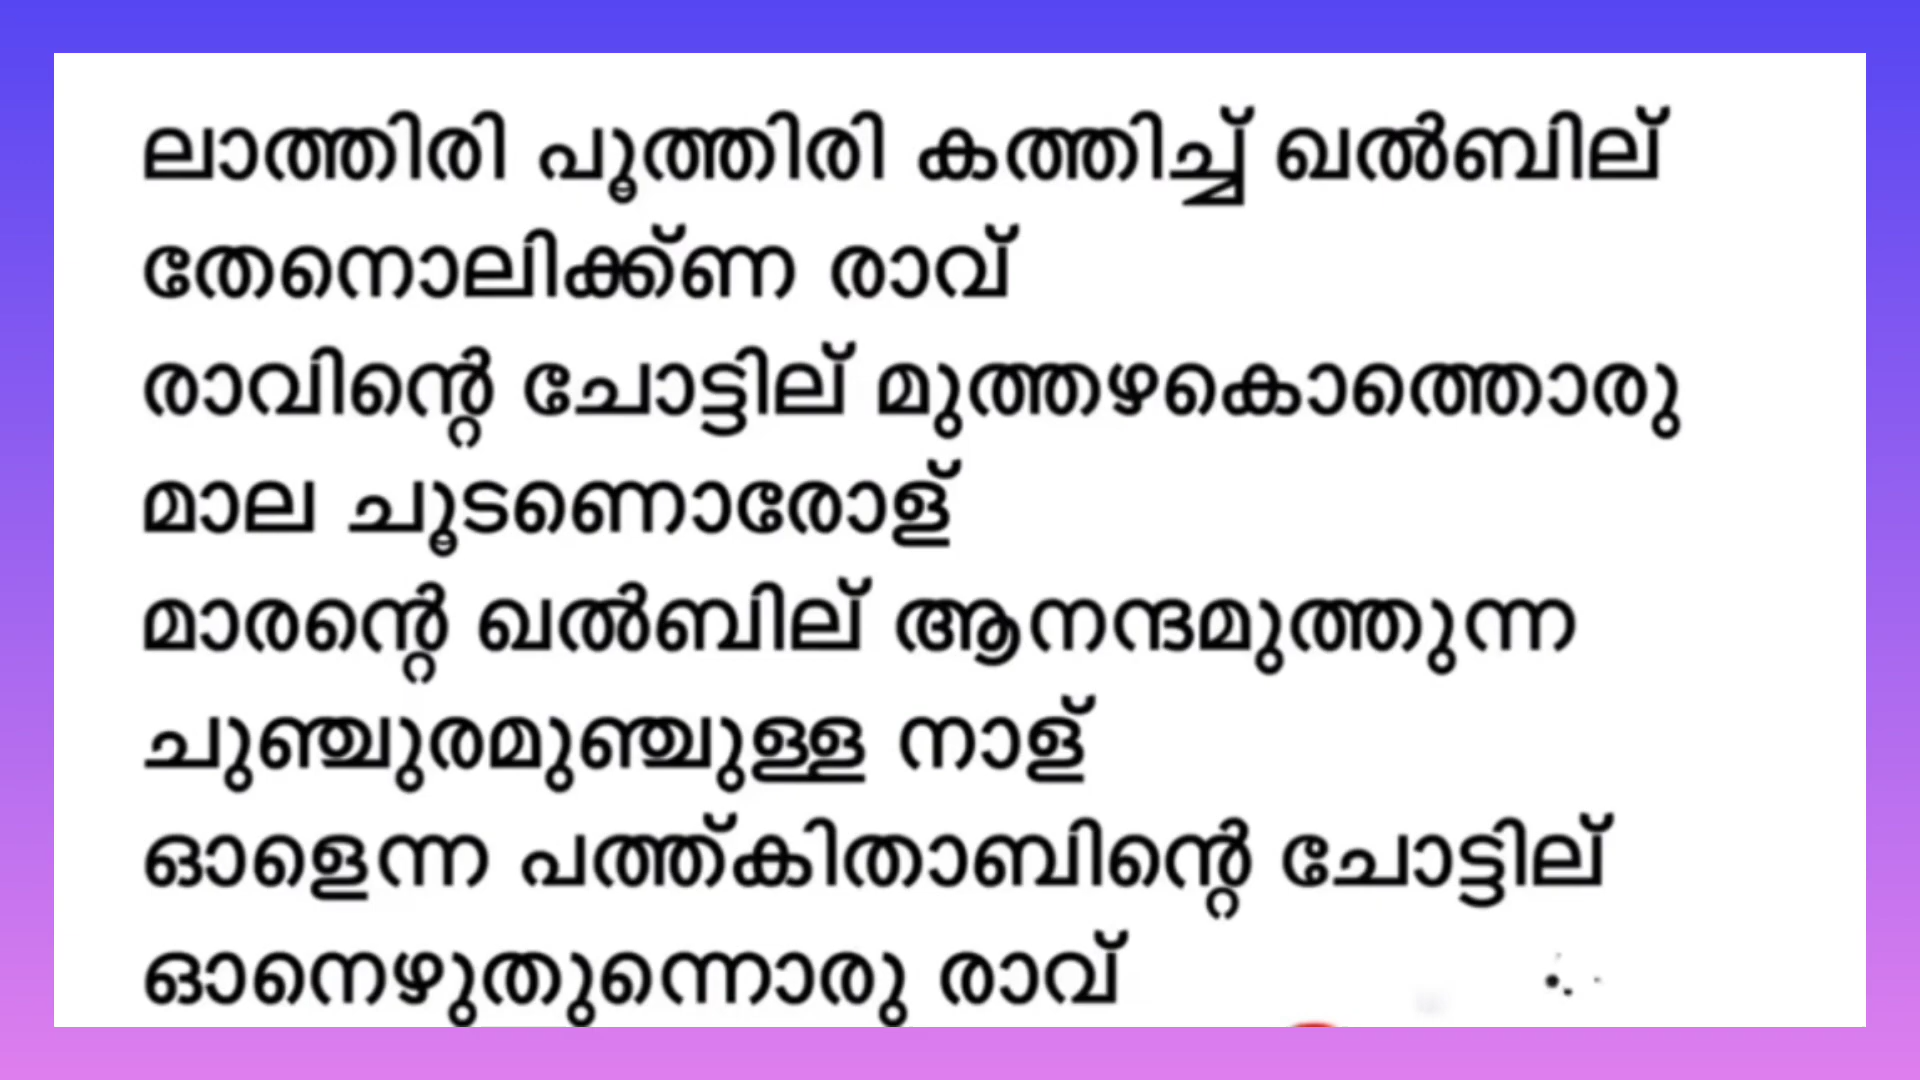 ലാത്തിരി പൂത്തിരി കത്തിച്ച് ഖൽബില്
തേനൊലിക്ക്ണ രാവ്
രാവിന്റെ ചോട്ടില് മുത്തഴകൊത്തൊരു
മാല ചൂടണൊരോള്
മാരന്റെ ഖൽബില് ആനന്ദമുത്തുന്ന
ചുഞ്ചുരമുഞ്ചുള്ള നാള്
ഓളെന്ന പത്ത്കിതാബിന്റെ ചോട്ടില്
ഓനെഴുതുന്നൊരു രാവ്